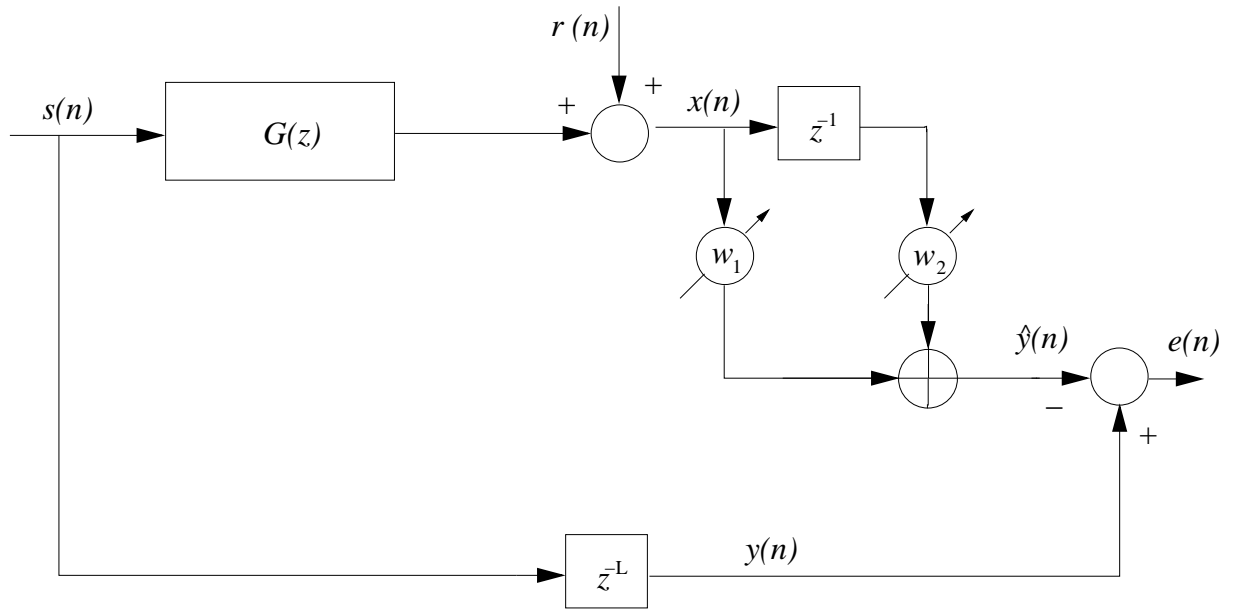 r (n)
+
+
s(n)
G(z)
x(n)
z⁻¹
w₁
w₂
ŷ(n)
e(n)
−
+
y(n)
z⁻ᴸ